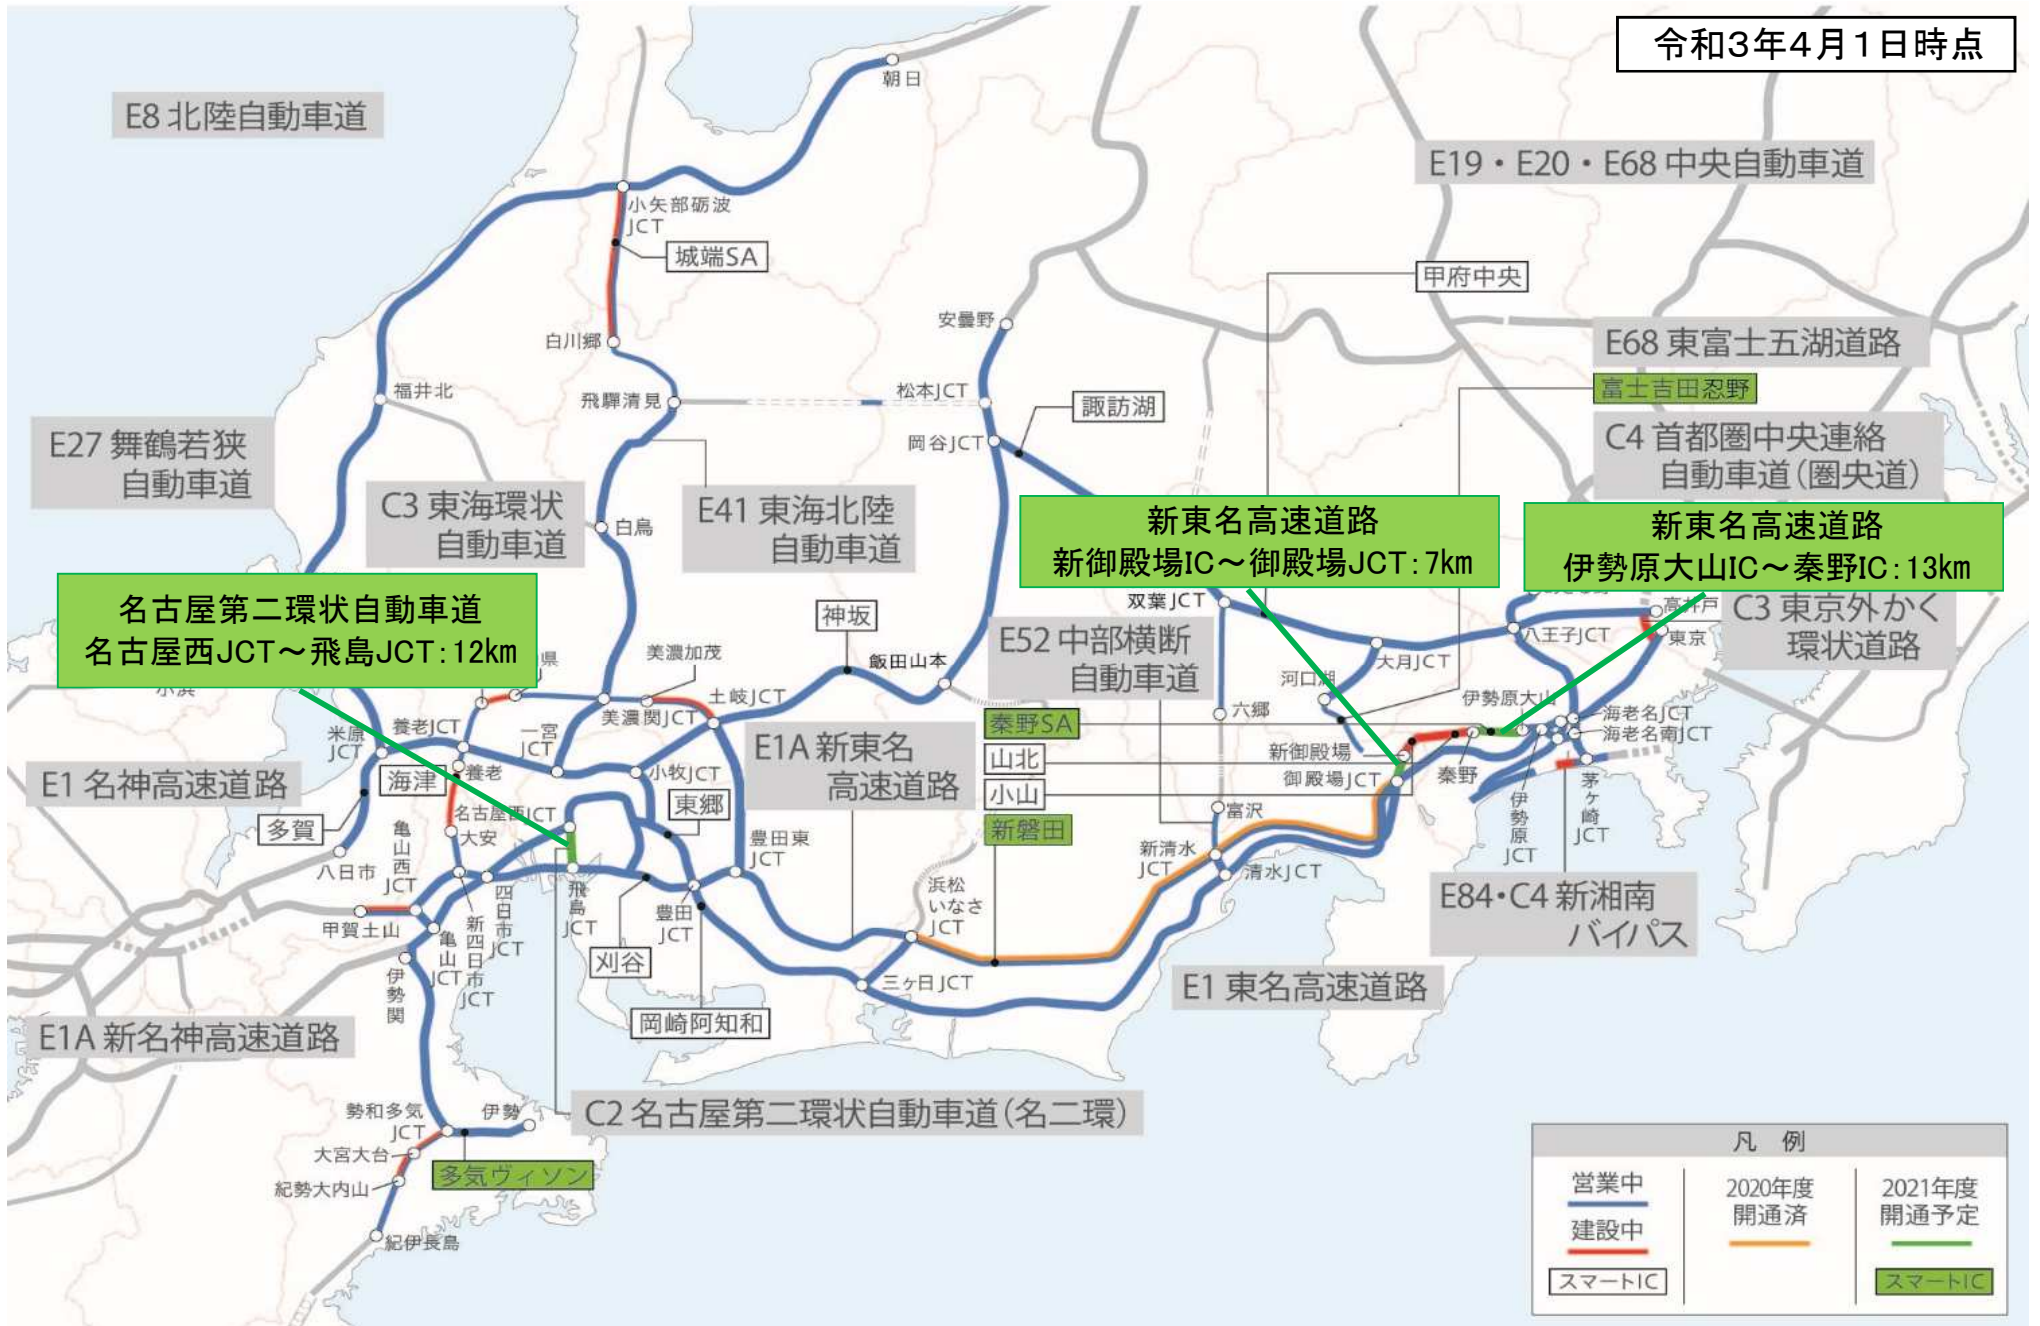 令和3年4月1日時点
朝日
E8 北陸自動車道
E19・E20・E68 中央自動車道
小矢部砺波
JCT
城端SA
甲府中央
安曇野
白川郷
E68 東富士五湖道路
富士吉田忍野
福井北
飛騨清見
松本JCT
諏訪湖
岡谷JCT
E27 舞鶴若狭
自動車道
C4 首都圏中央連絡
自動車道(圏央道)
C3 東海環状
自動車道
E41 東海北陸
自動車道
白鳥
新東名高速道路
新御殿場IC～御殿場JCT:7km
新東名高速道路
伊勢原大山IC～秦野IC:13km
名古屋第二環状自動車道
名古屋西JCT～飛島JCT:12km
神坂
双葉JCT
高井戸
C3 東京外かく
環状道路
八王子JCT
東京
E52 中部横断
自動車道
大月JCT
美濃加茂
飯田山本
県
小浜
土岐JCT
河口湖
伊勢原大山
美濃関JCT
六郷
海老名JCT
海老名南JCT
秦野SA
山北
小山
新磐田
養老JCT
米原
JCT
一宮
JCT
E1A 新東名
高速道路
新御殿場
御殿場JCT
秦野
E1 名神高速道路
海津
養老
小牧JCT
多賀
名古屋西JCT
東郷
大安
富沢
伊勢原JCT
茅ヶ崎JCT
八日市
亀山西JCT
豊田東
JCT
新清水
JCT
清水JCT
浜松
いなさ
JCT
E84・C4 新湘南
バイパス
甲賀土山
亀山JCT
新四日市JCT
四日市JCT
飛島JCT
刈谷
豊田
JCT
伊勢関
三ヶ日JCT
E1 東名高速道路
岡崎阿知和
E1A 新名神高速道路
勢和多気
JCT
伊勢
C2 名古屋第二環状自動車道(名二環)
大宮大台
多気ヴィソン
紀勢大内山
紀伊長島
凡 例
営業中
建設中
スマートIC
2020年度
開通済
2021年度
開通予定
スマートIC